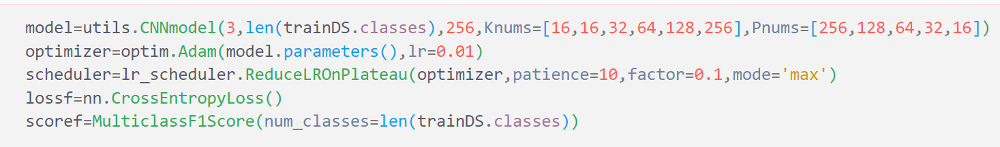 model=utils.CNNmodel(3,len(trainDS.classes),256,Knums=[16,16,32,64,128,256],Pnums=[256,128,64,32,16])
optimizer=optim.Adam(model.parameters(),lr=0.01)
scheduler=lr_scheduler.ReduceLROnPlateau(optimizer,patience=10,factor=0.1,mode='max')
lossf=nn.CrossEntropyLoss()
scoref=MulticlassF1Score(num_classes=len(trainDS.classes))